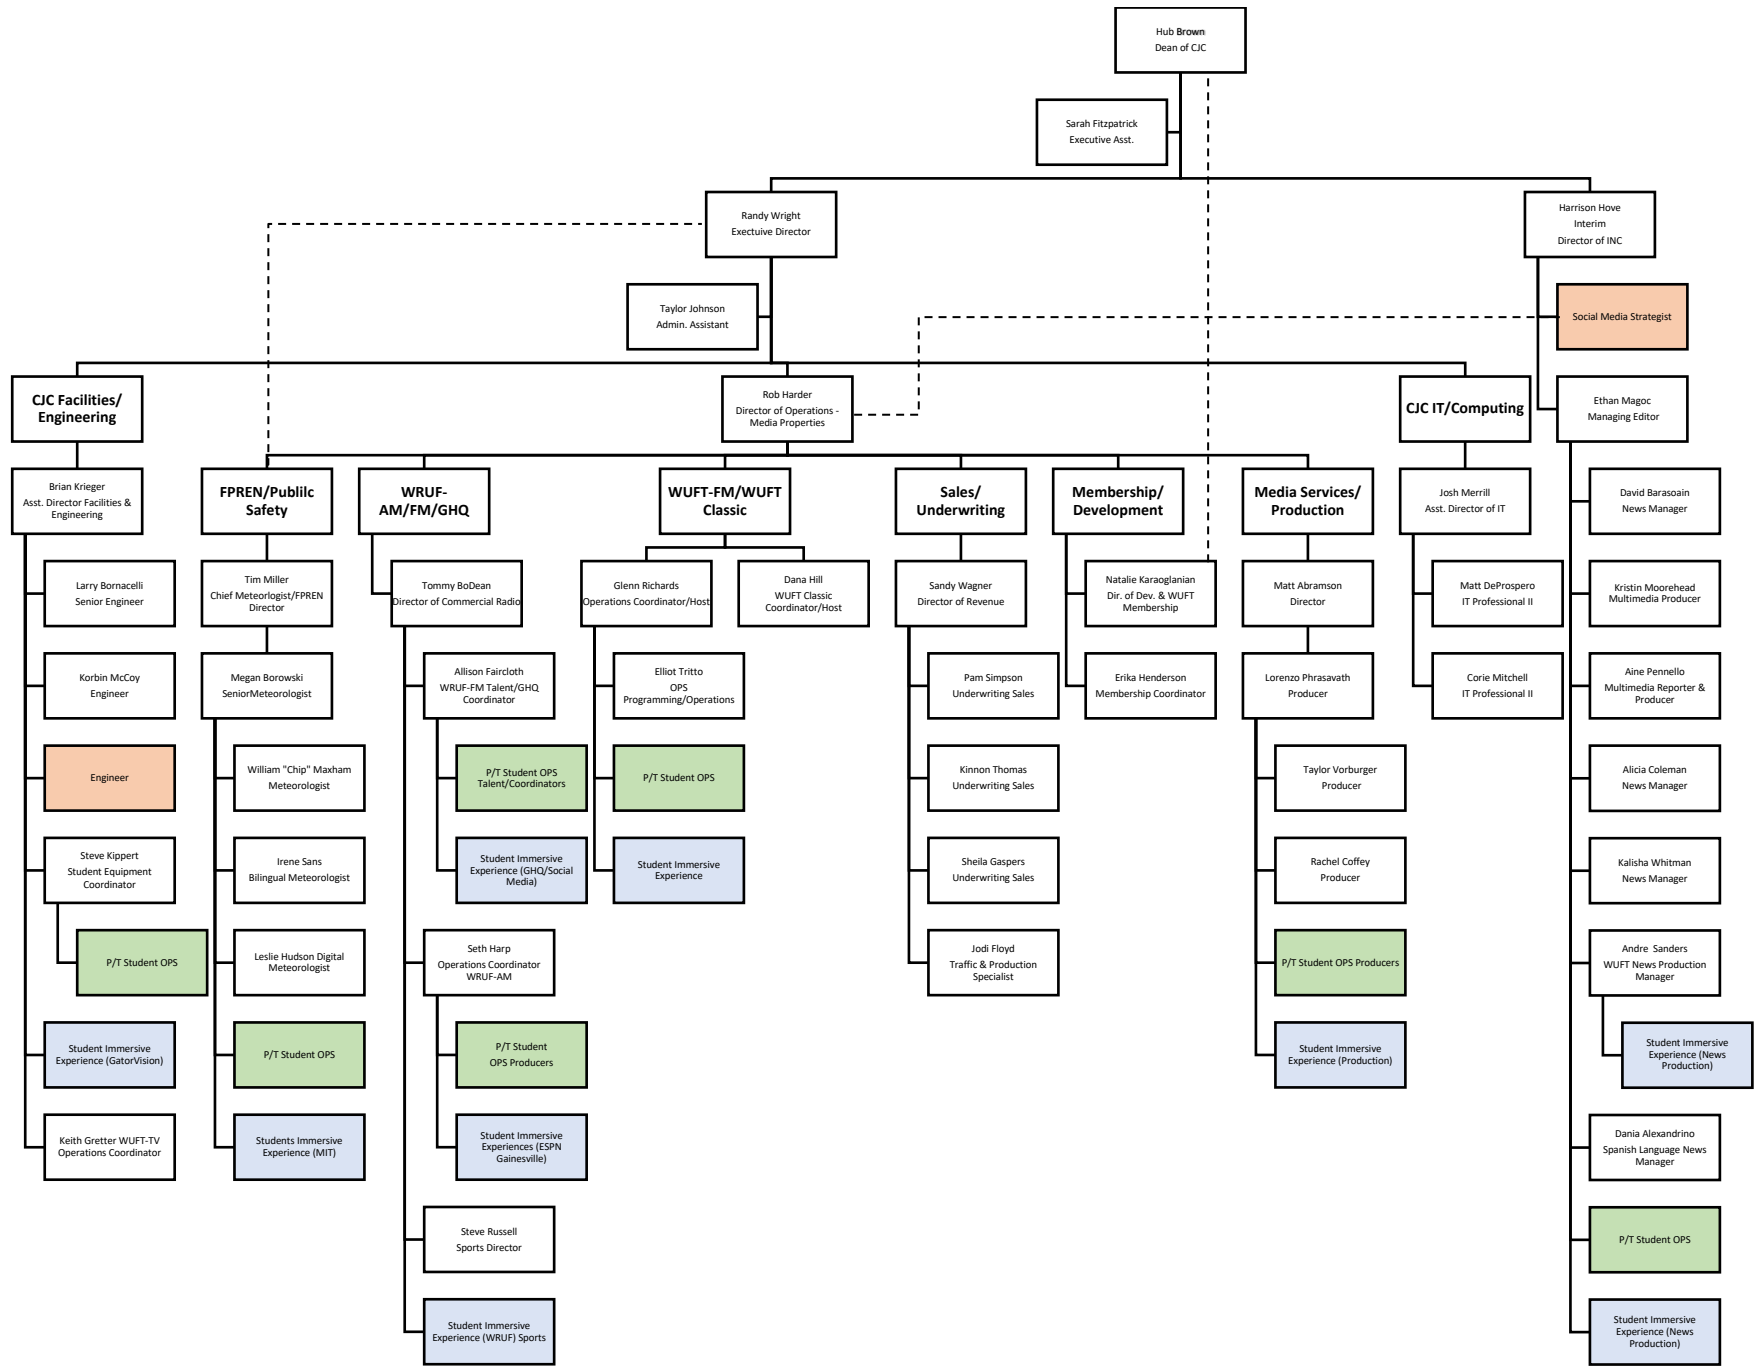 Hub Brown
Dean of CJC
Sarah Fitzpatrick
Executive Asst.
Randy Wright
Exectuive Director
Harrison Hove
Interim
Director of INC
Taylor Johnson
Admin. Assistant
Social Media Strategist
CJC Facilities/
Engineering
Rob Harder
Director of Operations -
Media Properties
CJC IT/Computing
Ethan Magoc
Managing Editor
Brian Krieger
Asst. Director Facilities &
Engineering
FPREN/Publilc
Safety
WRUF-
AM/FM/GHQ
WUFT-FM/WUFT
Classic
Sales/
Underwriting
Membership/
Development
Media Services/
Production
Josh Merrill
Asst. Director of IT
David Barasoain
News Manager
Larry Bornacelli
Senior Engineer
Tim Miller
Chief Meteorlogist/FPREN
Director
Tommy BoDean
Director of Commercial Radio
Glenn Richards
Operations Coordinator/Host
Dana Hill
WUFT Classic
Coordinator/Host
Sandy Wagner
Director of Revenue
Natalie Karaoglanian
Dir. of Dev. & WUFT
Membership
Matt Abramson
Director
Matt DeProspero
IT Professional II
Kristin Moorehead
Multimedia Producer
Korbin McCoy
Engineer
Megan Borowski
SeniorMeteorologist
Allison Faircloth
WRUF-FM Talent/GHQ
Coordinator
Elliot Tritto
OPS
Programming/Operations
Pam Simpson
Underwriting Sales
Erika Henderson
Membership Coordinator
Lorenzo Phrasavath
Producer
Corie Mitchell
IT Professional II
Aine Pennello
Multimedia Reporter &
Producer
Engineer
William "Chip" Maxham
Meteorologist
P/T Student OPS
Talent/Coordinators
P/T Student OPS
Kinnon Thomas
Underwriting Sales
Taylor Vorburger
Producer
Alicia Coleman
News Manager
Steve Kippert
Student Equipment
Coordinator
Irene Sans
Bilingual Meteorologist
Student Immersive
Experience (GHQ/Social
Media)
Student Immersive
Experience
Sheila Gaspers
Underwriting Sales
Rachel Coffey
Producer
Kalisha Whitman
News Manager
P/T Student OPS
Leslie Hudson Digital
Meteorologist
Seth Harp
Operations Coordinator
WRUF-AM
Jodi Floyd
Traffic & Production
Specialist
P/T Student OPS Producers
Andre  Sanders
WUFT News Production
Manager
Student Immersive
Experience (GatorVision)
P/T Student OPS
P/T Student
OPS Producers
Student Immersive
Experience (Production)
Student Immersive
Experience (News
Production)
Keith Gretter WUFT-TV
Operations Coordinator
Students Immersive
Experience (MIT)
Student Immersive
Experiences (ESPN
Gainesville)
Dania Alexandrino
Spanish Language News
Manager
Steve Russell
Sports Director
P/T Student OPS
Student Immersive
Experience (WRUF) Sports
Student Immersive
Experience (News
Production)